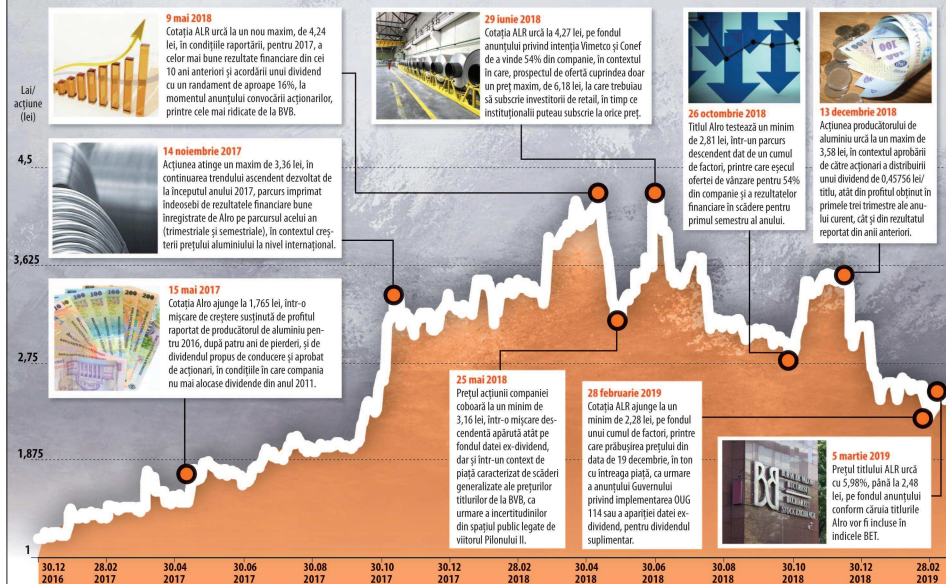 9 mai 2018
Cotația ALR urcă la un nou maxim, de 4,24
lei, în condițiile raportării, pentru 2017, a
celor mai bune rezultate financiare din cei
10 ani anteriori și acordării unui dividend
cu un randament de aproape 16%, la
momentul anunțului convocării acționarilor,
printre cele mai ridicate de la BVB.
29 iunie 2018
Cotația ALR urcă la 4,27 lei, pe fondul
anunțului privind intenția Vimetco și Conef
de a vinde 54% din companie, în contextul
în care, prospectul de ofertă cuprindea doar
un preț maxim, de 6,18 lei, la care trebuiau
să subscrie investitorii de retail, în timp ce
instituționalii puteau subscrie la orice preț.
26 octombrie 2018
Titlul Alro testează un minim
de 2,81 lei, într-un parcurs
descendent dat de un cumul
de factori, printre care eșecul
ofertei de vânzare pentru 54%
din companie și a rezultatelor
financiare în scădere pentru
primul semestru al anului.
13 decembrie 2018
Acțiunea producătorului de
aluminiu urcă la un maxim de
3,58 lei, în contextul aprobării
de către acționari a distribuirii
unui dividend de 0,45756 lei/
titlu, atât din profitul obținut în
primele trei trimestre ale anu-
lui curent, cât și din rezultatul
reportat din anii anteriori.
Lai/
acțiune
(lei)
14 noiembrie 2017
Acțiunea atinge un maxim de 3,36 lei, în
continuarea trendului ascendent dezvoltat de
la începutul anului 2017, parcurs imprimat
îndeosebi de rezultatele financiare bune
înregistrate de Alro pe parcursul acelui an
(trimestriale și semestriale), în contextul creș-
terii prețului aluminiului la nivel internațional.
15 mai 2017
Cotația Alro ajunge la 1,765 lei, într-o
mișcare de creștere susținută de profitul
raportat de producătorul de aluminiu pen-
tru 2016, după patru ani de pierderi, și de
dividendul propus de conducere și aprobat
de acționari, în condițiile în care compania
nu mai alocase dividende din anul 2011.
25 mai 2018
Prețul acțiunii companiei
coboară la un minim de
3,16 lei, într-o mișcare des-
cendentă apărută atât pe
fondul datei ex-dividend,
dar și într-un context de
piață caracterizat de scăderi
generalizate ale prețurilor
titlurilor de la BVB, ca
urmare a incertitudinilor
din spațiul public legate de
viitorul Pilonului II.
28 februarie 2019
Cotația ALR ajunge la un
minim de 2,28 lei, pe fondul
unui cumul de factori, printre
care prăbușirea prețului din
data de 19 decembrie, în ton
cu întreaga piață, ca urmare
a anunțului Guvernului
privind implementarea OUG
114 sau a apariției datei ex-
dividend, pentru dividendul
suplimentar.
5 martie 2019
Prețul titlului ALR urcă
cu 5,98%, până la 2,48
lei, pe fondul anunțului
conform căruia titlurile
Alro vor fi incluse în
indicele BET.
4,5
3,625
2,75
1,875
1
30.12
2016
28.02
2017
30.04
2017
30.06
2017
30.08
2017
30.10
2017
30.12
2017
28.02
2018
30.04
2018
30.06
2018
30.08
2018
30.10
2018
30.12
2018
28.02
2019